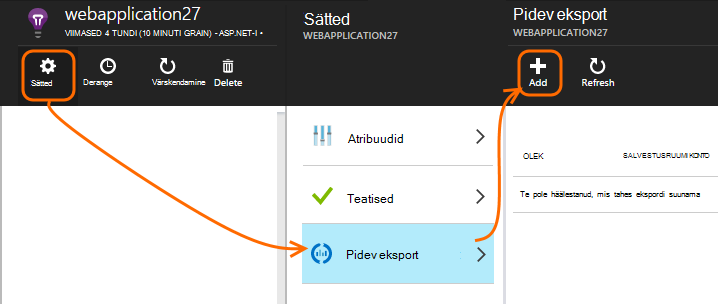 webapplication27
VIIMASED 4 TUNDI (10 MINUTI GRAIN) - ASP.NET-I •
Sätted
Derange
Värskendamine
Delete
Sätted
WEBAPPLICATION27
Atribuudid
Teatised
Pidev eksport
Pidev eksport
WEBAPPLICATION27
Add
Refresh
OLEK
SALVESTUSRUUMI KONTO
Te pole häälestanud, mis tahes ekspordi suunama